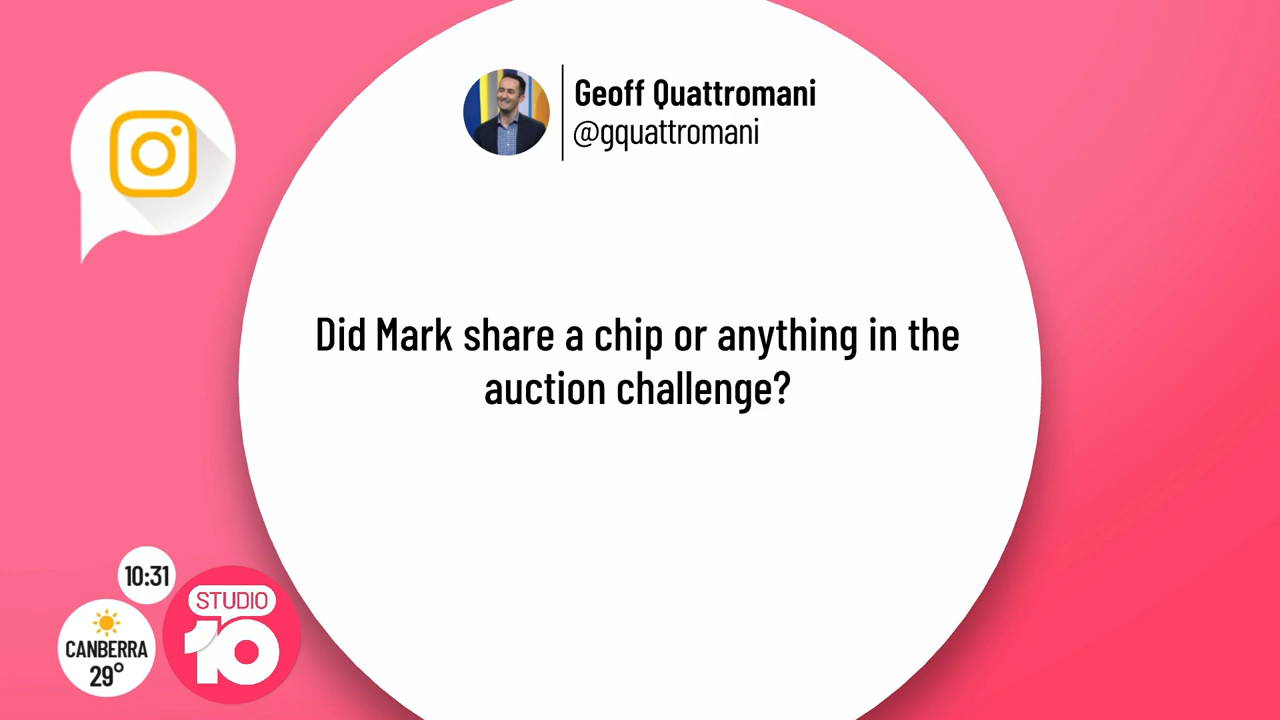 Geoff Quattromani
@gquattromani
Did Mark share a chip or anything in the
auction challenge?
10:31
STUDIO
10
CANBERRA
29°